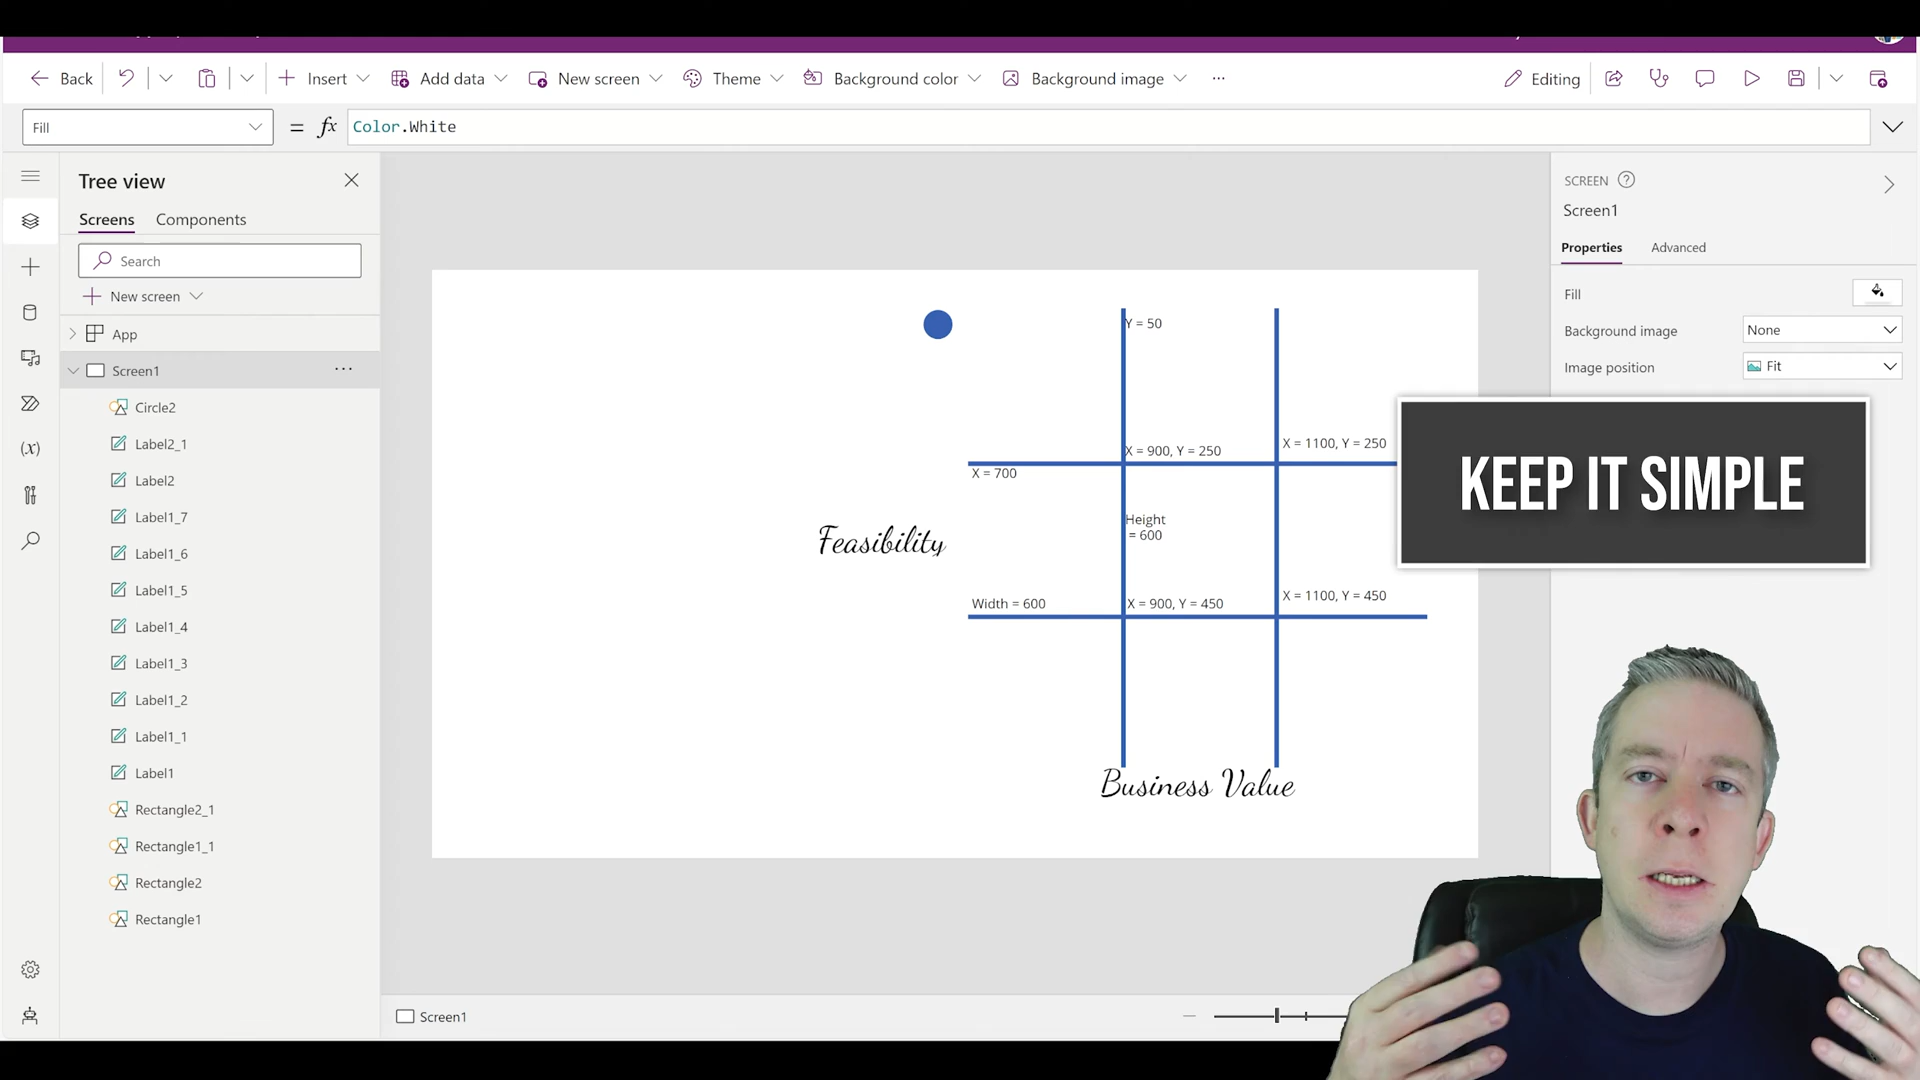 Back
Insert
Add data
New screen
Theme
Background color
Background image
...
Editing
Fill
= fx Color.White
Tree view
Screens Components
Search
New screen
App
Screen1
...
Circle2
Label2_1
Label2
Label1_7
Label1_6
Label1_5
Label1_4
Label1_3
Label1_2
Label1_1
Label1
Rectangle2_1
Rectangle1_1
Rectangle2
Rectangle1
Y = 50
X = 900, Y = 250
X = 1100, Y = 250
X = 700
Height
= 600
Feasibility
Width = 600
X = 900, Y = 450
X = 1100, Y = 450
Business Value
Screen1
SCREEN
Screen1
Properties Advanced
Fill
Background image None
Image position Fit
KEEP IT SIMPLE